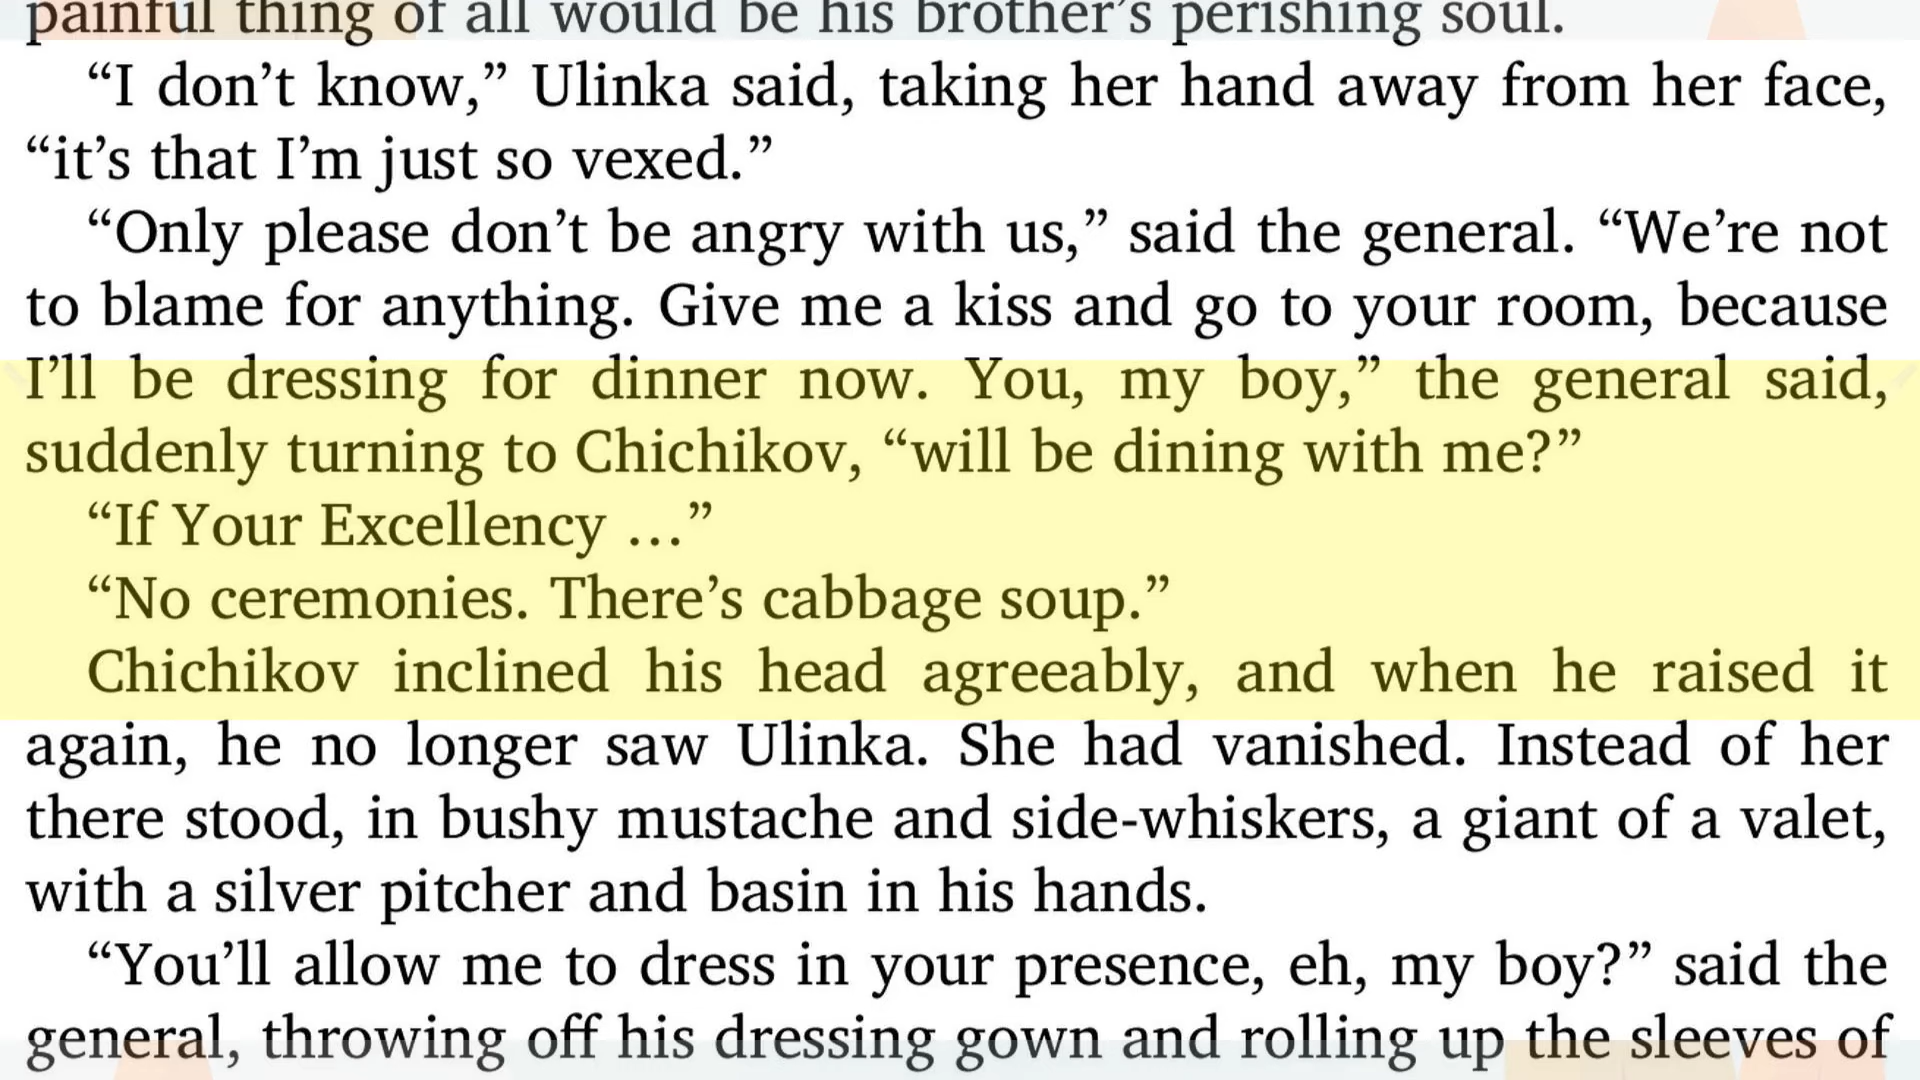 painful thing of all would be his brother’s perishing soul.
“I don’t know,” Ulinka said, taking her hand away from her face,
“it’s that I’m just so vexed.”
“Only please don’t be angry with us,” said the general. “We’re not
to blame for anything. Give me a kiss and go to your room, because
I’ll be dressing for dinner now. You, my boy,” the general said,
suddenly turning to Chichikov, “will be dining with me?”
“If Your Excellency …”
“No ceremonies. There’s cabbage soup.”
Chichikov inclined his head agreeably, and when he raised it
again, he no longer saw Ulinka. She had vanished. Instead of her
there stood, in bushy mustache and side-whiskers, a giant of a valet,
with a silver pitcher and basin in his hands.
“You’ll allow me to dress in your presence, eh, my boy?” said the
general, throwing off his dressing gown and rolling up the sleeves of